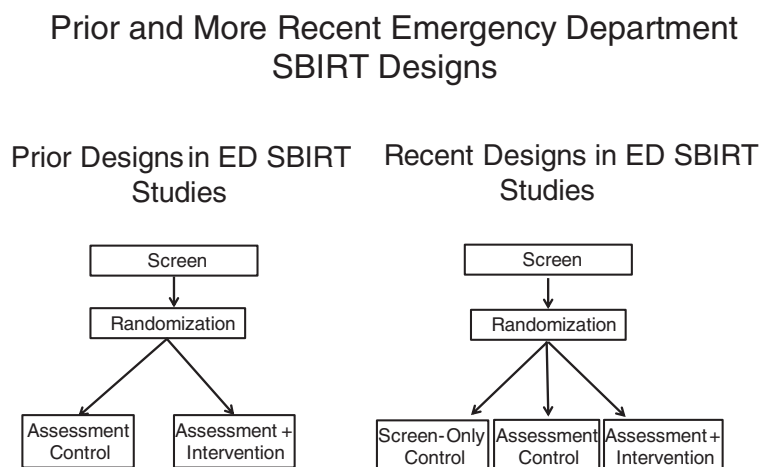 Prior and More Recent Emergency Department
SBIRT Designs
Prior Designs in ED SBIRT
Studies
Recent Designs in ED SBIRT
Studies
Screen
Randomization
Assessment
Control
Assessment +
Intervention
Screen
Randomization
Screen-Only
Control
Assessment
Control
Assessment +
Intervention